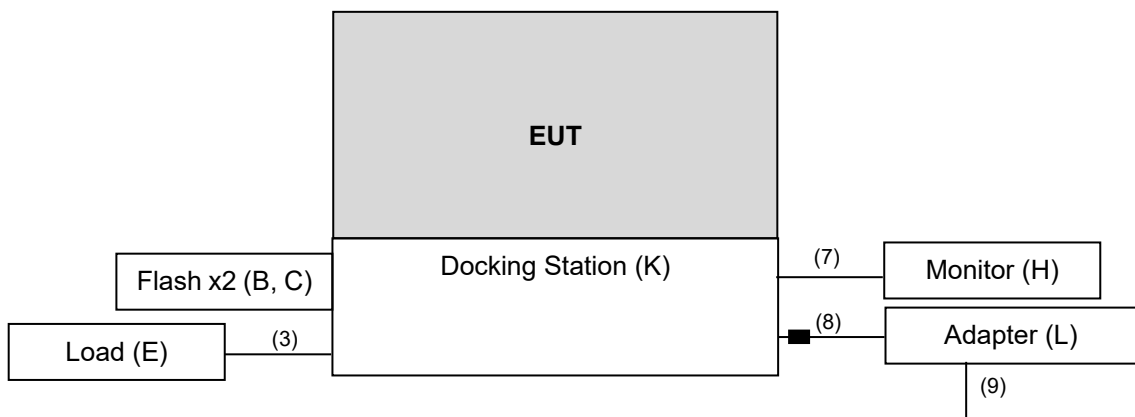 EUT
Docking Station (K)
Flash x2 (B, C)
(7)
Monitor (H)
Load (E)
(3)
(8)
Adapter (L)
(9)